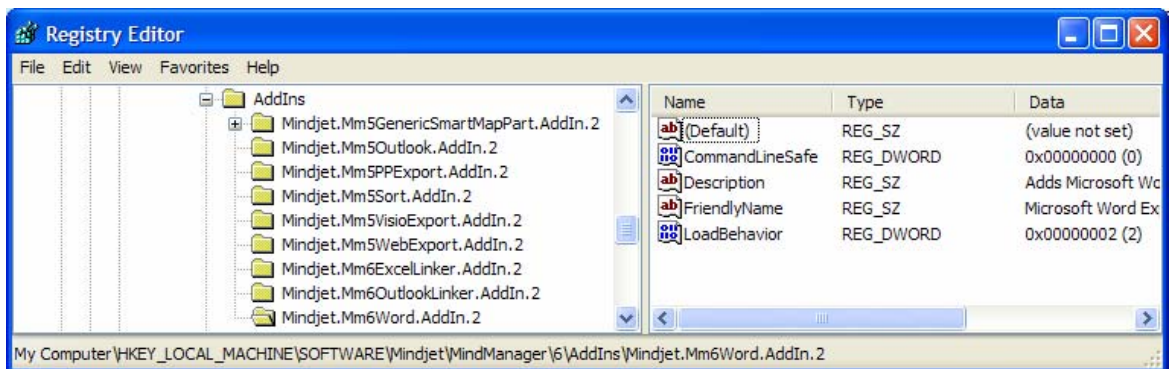 Registry Editor
File Edit View Favorites Help
AddIns
Mindjet.Mm5GenericSmartMapPart.AddIn.2
Mindjet.Mm5Outlook.AddIn.2
Mindjet.Mm5PPExport.AddIn.2
Mindjet.Mm5Sort.AddIn.2
Mindjet.Mm5VisioExport.AddIn.2
Mindjet.Mm5WebExport.AddIn.2
Mindjet.Mm6ExcelLinker.AddIn.2
Mindjet.Mm6OutlookLinker.AddIn.2
Mindjet.Mm6Word.AddIn.2
Name Type Data
(Default) REG_SZ (value not set)
CommandLineSafe REG_DWORD 0x00000000 (0)
Description REG_SZ Adds Microsoft Wo
FriendlyName REG_SZ Microsoft Word Ex
LoadBehavior REG_DWORD 0x00000002 (2)
My Computer\HKEY_LOCAL_MACHINE\SOFTWARE\Mindjet\MindManager\6\AddIns\Mindjet.Mm6Word.AddIn.2